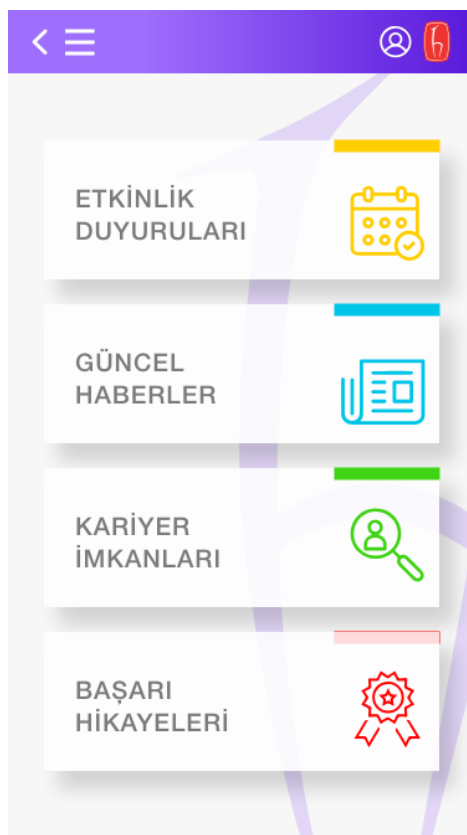 ETKİNLİK
DUYURULARI
GÜNCEL
HABERLER
KARİYER
İMKANLARI
BAŞARI
HİKAYELERİ